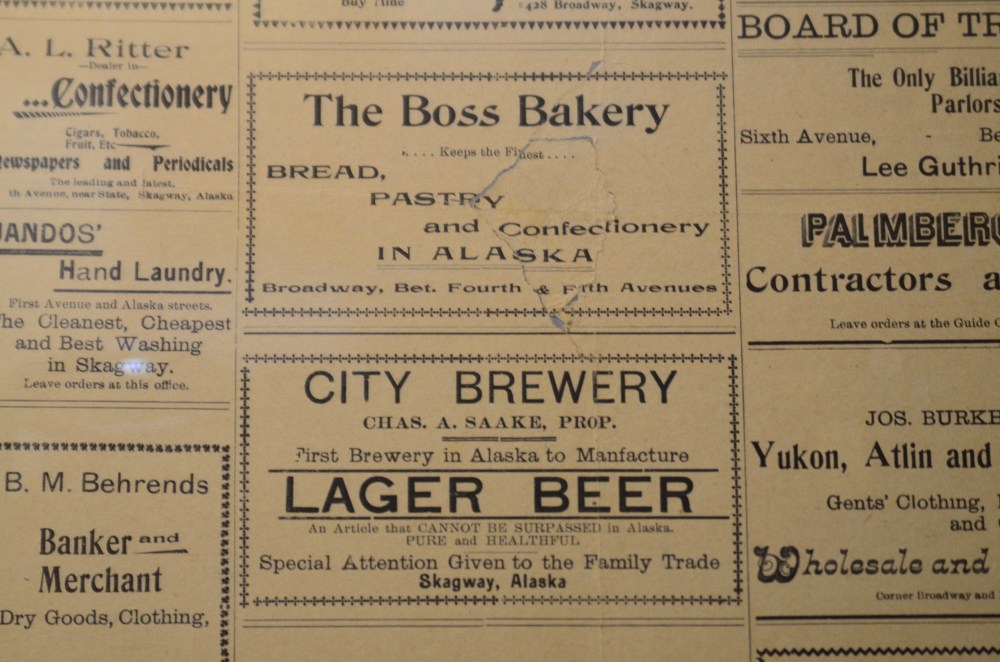 A. L. Ritter
—Dealer in—
...Confectionery
Cigars, Tobacco,
Fruit, Etc
Newspapers and Periodicals
The leading and latest.
th Avenue, near State, Skagway, Alaska
JANDOS'
Hand Laundry.
First Avenue and Alaska streets.
The Cleanest, Cheapest
and Best Washing
in Skagway.
Leave orders at this office.
B. M. Behrends
Banker and
Merchant
Dry Goods, Clothing,
428 Broadway, Skagway.
The Boss Bakery
.... Keeps the Finest ....
BREAD,
PASTRY
and Confectionery
IN ALASKA
Broadway, Bet. Fourth & Fifth Avenues
CITY BREWERY
CHAS. A. SAAKE, PROP.
First Brewery in Alaska to Manfacture
LAGER BEER
An Article that CANNOT BE SURPASSED in Alaska.
PURE and HEALTHFUL
Special Attention Given to the Family Trade
Skagway, Alaska
BOARD OF TR
The Only Billia
Parlors
Sixth Avenue, - Be
Lee Guthri
PALMBERG
Contractors a
Leave orders at the Guide
JOS. BURKE
Yukon, Atlin and
Gents' Clothing,
and
Wholesale and
Corner Broadway and